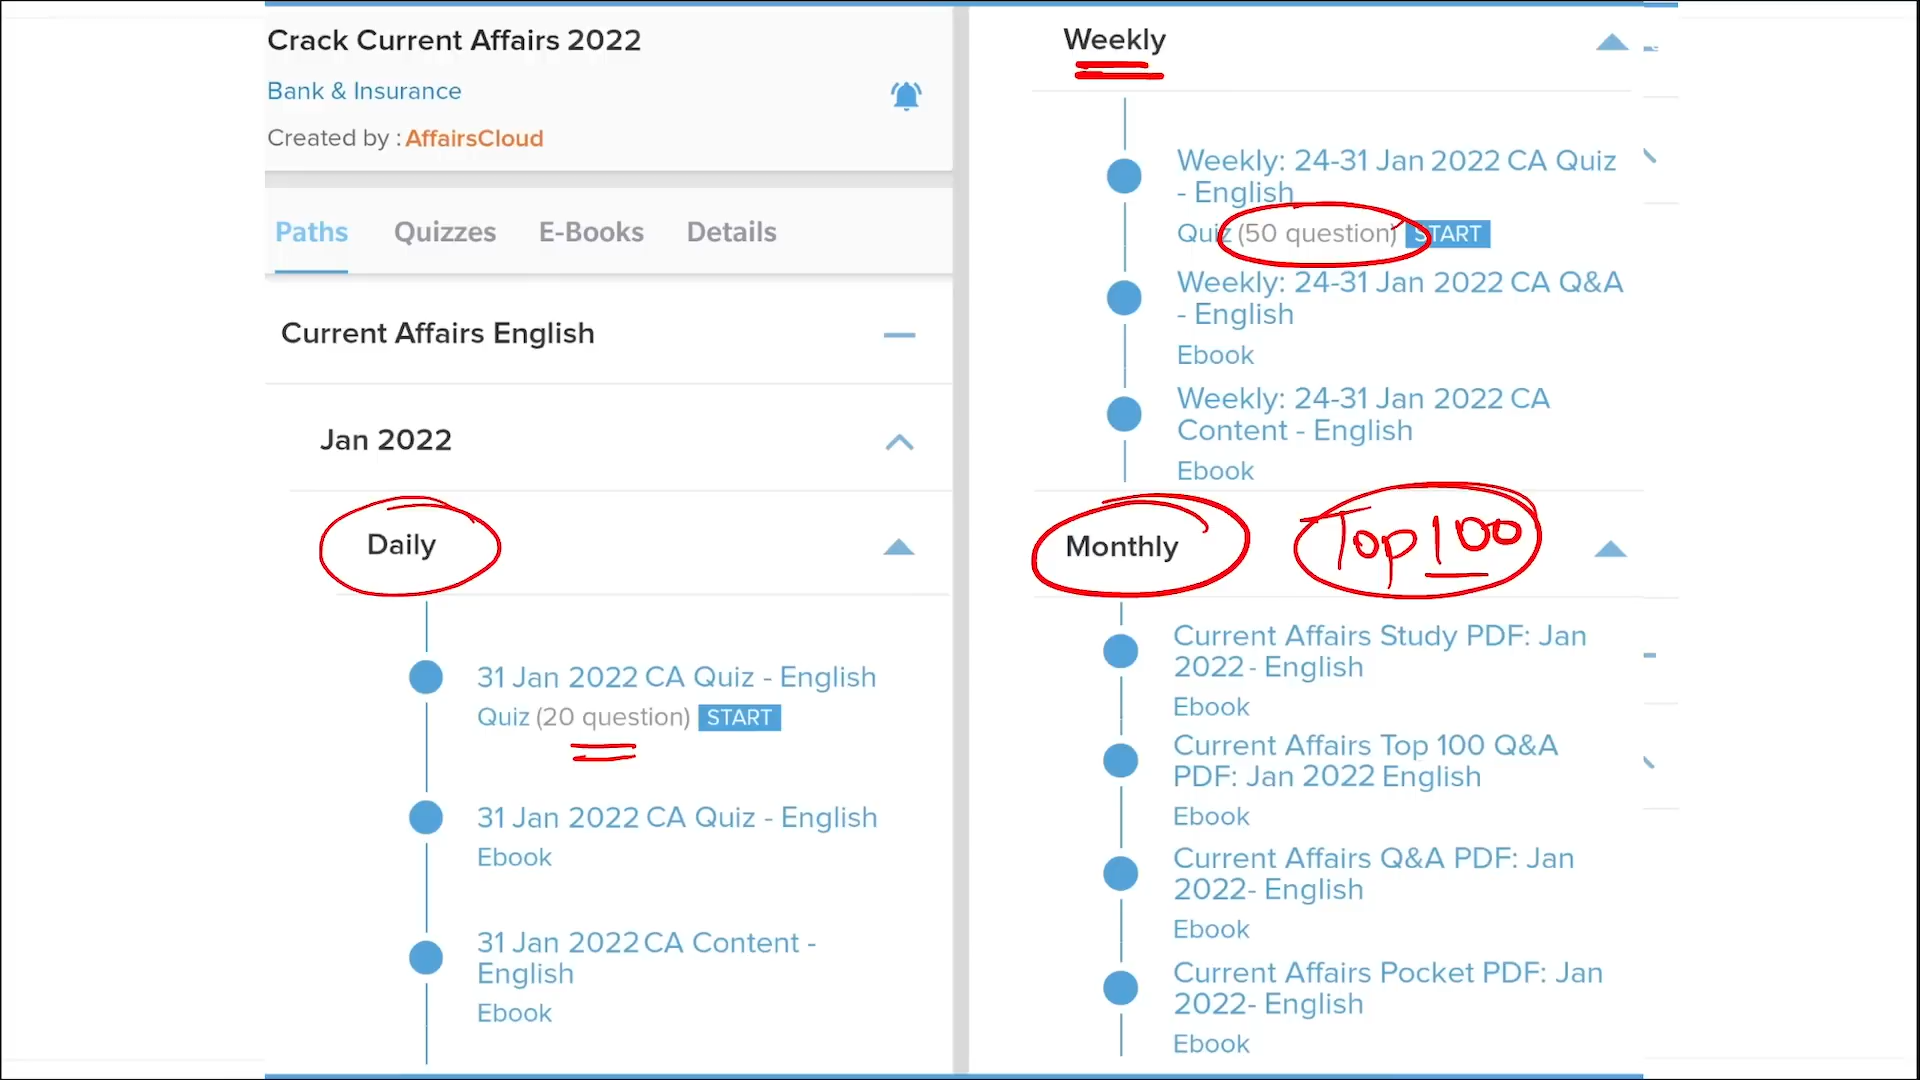 Crack Current Affairs 2022
Bank & Insurance
Created by : AffairsCloud
Paths Quizzes E-Books Details
Current Affairs English
Jan 2022
Daily
31 Jan 2022 CA Quiz - English
Quiz (20 question) START
31 Jan 2022 CA Quiz - English
Ebook
31 Jan 2022 CA Content -
English
Ebook
Weekly
Weekly: 24-31 Jan 2022 CA Quiz
- English
Quiz (50 question) START
Weekly: 24-31 Jan 2022 CA Q&A
- English
Ebook
Weekly: 24-31 Jan 2022 CA
Content - English
Ebook
Monthly Top 100
Current Affairs Study PDF: Jan
2022- English
Ebook
Current Affairs Top 100 Q&A
PDF: Jan 2022 English
Ebook
Current Affairs Q&A PDF: Jan
2022- English
Ebook
Current Affairs Pocket PDF: Jan
2022- English
Ebook